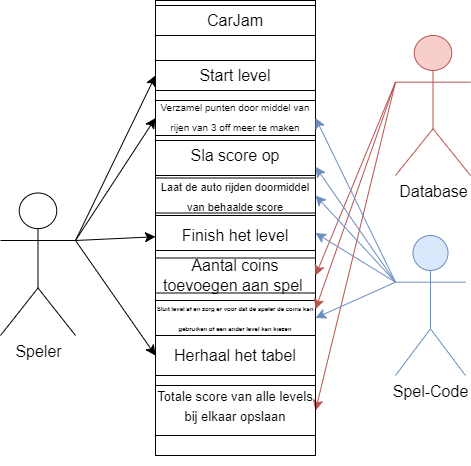 CarJam
Start level
Verzamel punten door middel van
rijen van 3 off meer te maken
Sla score op
Laat de auto rijden doormiddel
van behaalde score
Finish het level
Aantal coins
toevoegen aan spel
Sluit level af en zorg er voor dat de speler de coins kan
gebruiken of een ander level kan kiezen
Herhaal het tabel
Totale score van alle levels
bij elkaar opslaan
Speler
Database
Spel-Code